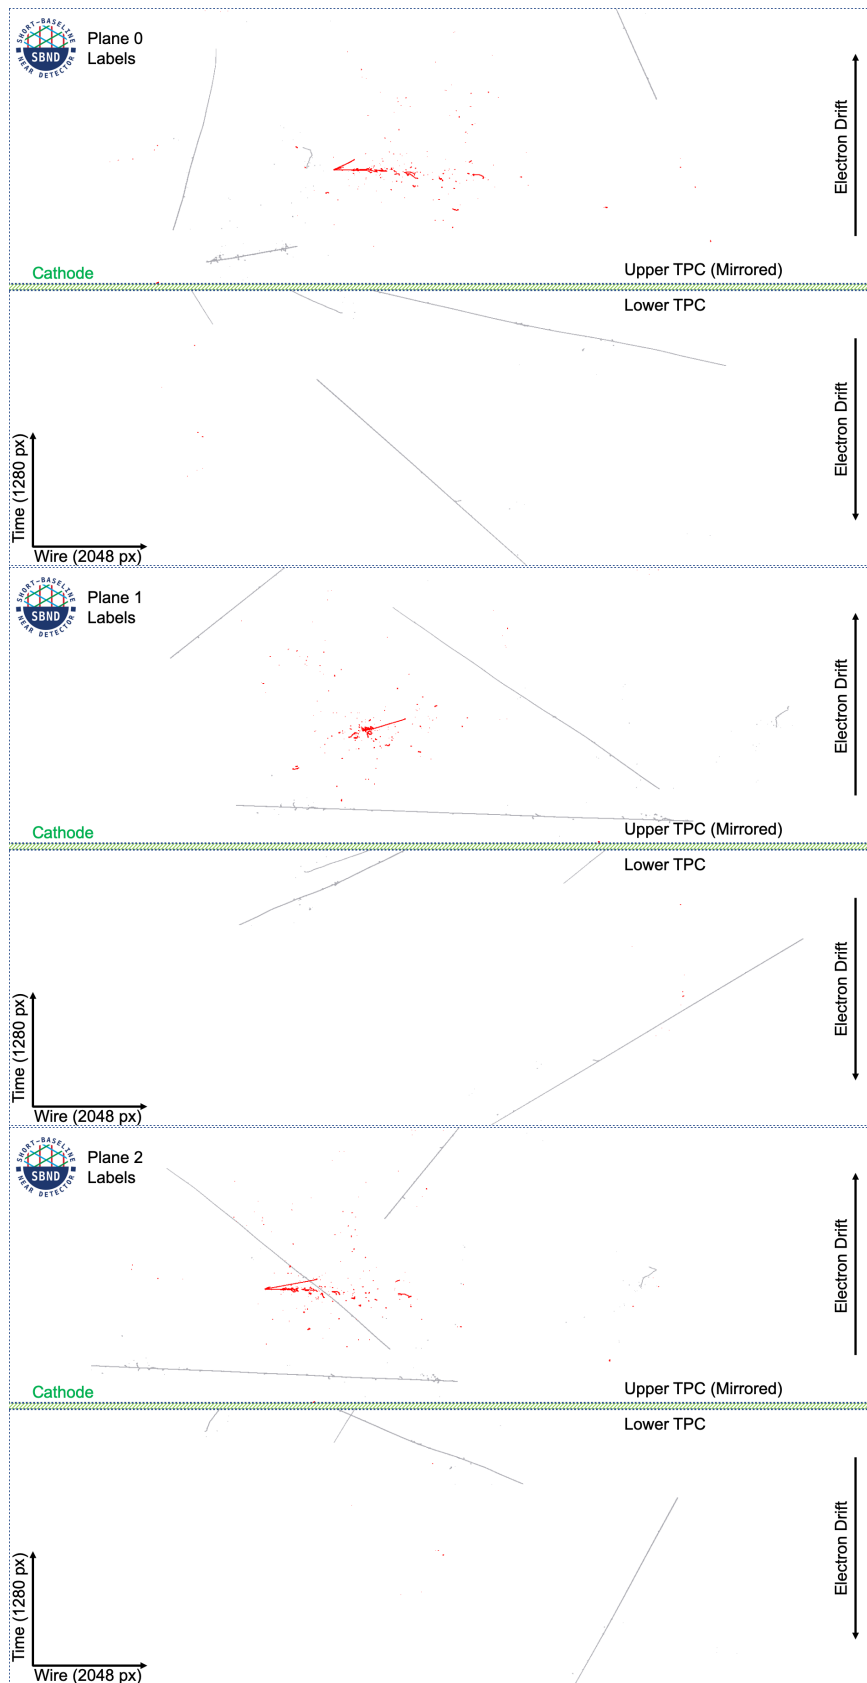 SHORT-BASELINE
SBND
NEAR DETECTOR
Plane 0
Labels
Electron Drift
Cathode
Upper TPC (Mirrored)
Lower TPC
Electron Drift
Time (1280 px)
Wire (2048 px)
SHORT-BASELINE
SBND
NEAR DETECTOR
Plane 1
Labels
Electron Drift
Cathode
Upper TPC (Mirrored)
Lower TPC
Electron Drift
Time (1280 px)
Wire (2048 px)
SHORT-BASELINE
SBND
NEAR DETECTOR
Plane 2
Labels
Electron Drift
Cathode
Upper TPC (Mirrored)
Lower TPC
Electron Drift
Time (1280 px)
Wire (2048 px)